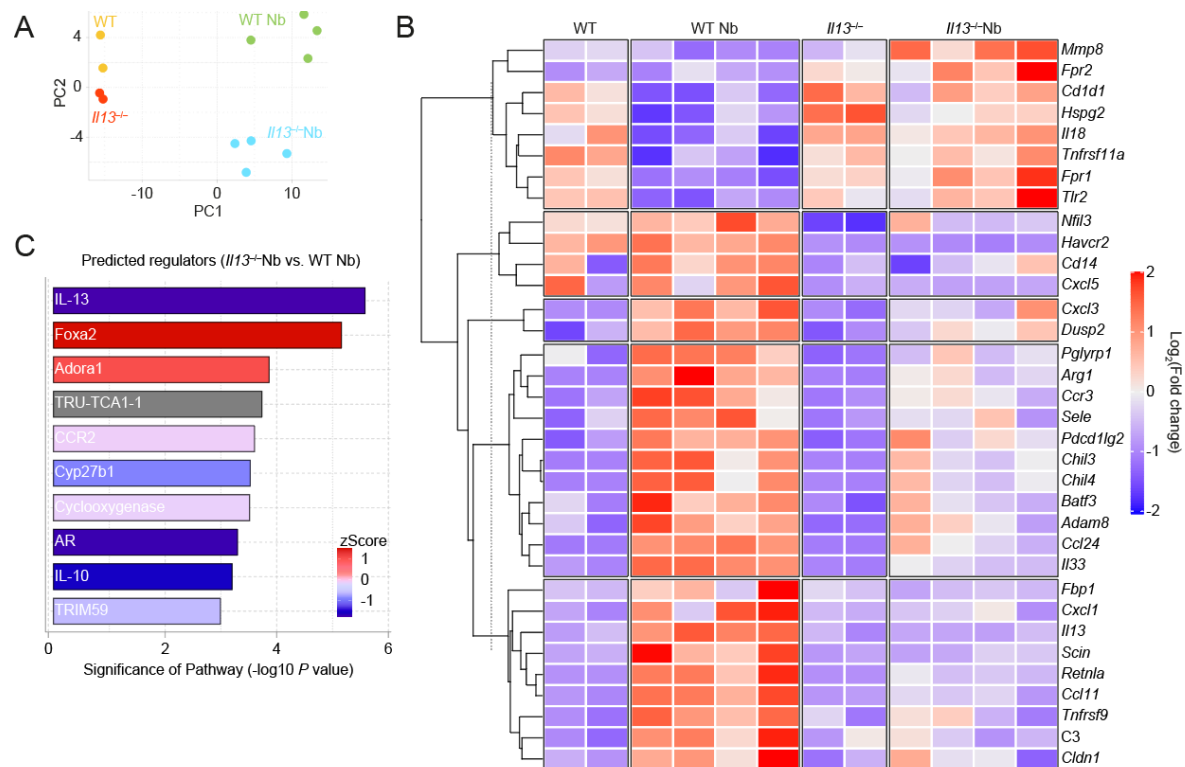 A
WT
WT Nb
4
0
-4
PC2
Il13–/–
Il13–/–Nb
-10
0
10
PC1
B
WT
WT Nb
Il13–/–
Il13–/–Nb
Mmp8
Fpr2
Cd1d1
Hspg2
Il18
Tnfrsf11a
Fpr1
Tlr2
Nfil3
Havcr2
Cd14
Cxcl5
Cxcl3
Dusp2
Pglyrp1
Arg1
Ccr3
Sele
Pdcd1lg2
Chil3
Chil4
Batf3
Adam8
Ccl24
Il33
Fbp1
Cxcl1
Il13
Scin
Retnla
Ccl11
Tnfrsf9
C3
Cldn1
2
1
0
-1
-2
Log2(Fold change)
C
Predicted regulators (Il13–/–Nb vs. WT Nb)
IL-13
Foxa2
Adora1
TRU-TCA1-1
CCR2
Cyp27b1
cyclooxygenase
AR
IL-10
TRIM59
zScore
1
0
-1
0
2
4
6
Significance of Pathway (-log10 P value)